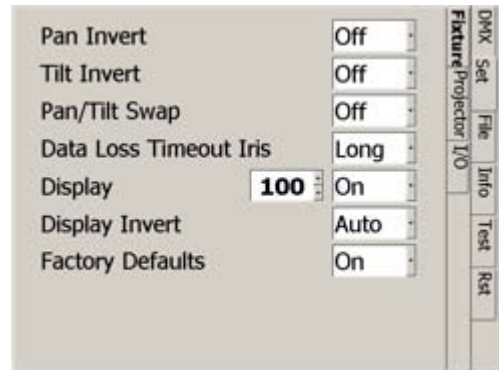 Pan Invert Off
Tilt Invert Off
Pan/Tilt Swap Off
Data Loss Timeout Iris Long
Display 100 On
Display Invert Auto
Factory Defaults On
Fixture Projector I/O
DMX Set File Info Test Rst